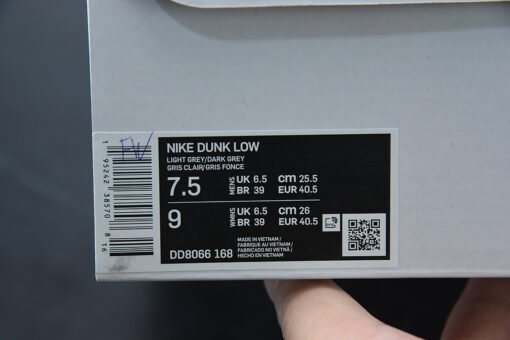 FW
1 95242 38570 8 16
NIKE DUNK LOW
LIGHT GREY/DARK GREY
GRIS CLAIR/GRIS FONCE
7.5 MENS UK 6.5 cm 25.5
BR 39 EUR 40.5
9 WMNS UK 6.5 cm 26
BR 39 EUR 40.5
MADE IN VIETNAM/
FABRIQUE AU VIETNAM/
FABRICADO NO VIETNÃ/
HECHO EN VIETNAM
DD8066 168